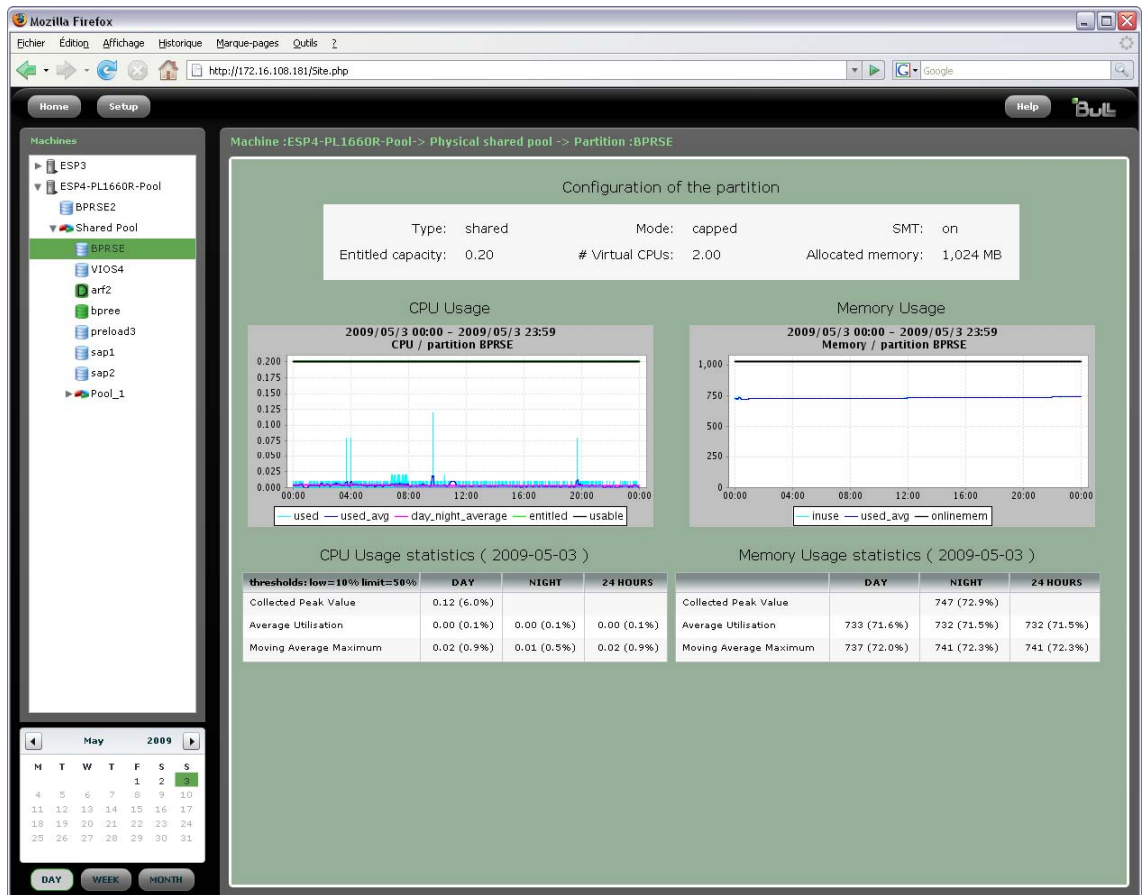 Mozilla Firefox
Fichier Édition Affichage Historique Marque-pages Outils ?
http://172.16.108.181/Site.php
G Google
Home Setup
Help Bull
Machines
ESP3
ESP4-PL1660R-Pool
BPRSE2
Shared Pool
BPRSE
VIOS4
D arf2
bpree
preload3
sap1
sap2
Pool_1
Machine :ESP4-PL1660R-Pool-> Physical shared pool -> Partition :BPRSE
Configuration of the partition
Type: shared Mode: capped SMT: on
Entitled capacity: 0.20 # Virtual CPUs: 2.00 Allocated memory: 1,024 MB
CPU Usage
2009/05/3 00:00 - 2009/05/3 23:59
CPU / partition BPRSE
0.200
0.175
0.150
0.125
0.100
0.075
0.050
0.025
0.000
00:00 04:00 08:00 12:00 16:00 20:00 00:00
used used_avg day_night_average entitled usable
Memory Usage
2009/05/3 00:00 - 2009/05/3 23:59
Memory / partition BPRSE
1,000
750
500
250
0
00:00 04:00 08:00 12:00 16:00 20:00 00:00
inuse used_avg onlinemem
CPU Usage statistics ( 2009-05-03 )
thresholds: low=10% limit=50% DAY NIGHT 24 HOURS
Collected Peak Value 0.12 (6.0%)
Average Utilisation 0.00 (0.1%) 0.00 (0.1%) 0.00 (0.1%)
Moving Average Maximum 0.02 (0.9%) 0.01 (0.5%) 0.02 (0.9%)
Memory Usage statistics ( 2009-05-03 )
DAY NIGHT 24 HOURS
Collected Peak Value 747 (72.9%)
Average Utilisation 733 (71.6%) 732 (71.5%) 732 (71.5%)
Moving Average Maximum 737 (72.0%) 741 (72.3%) 741 (72.3%)
May 2009
M T W T F S S
1 2 3
4 5 6 7 8 9 10
11 12 13 14 15 16 17
18 19 20 21 22 23 24
25 26 27 28 29 30 31
DAY WEEK MONTH